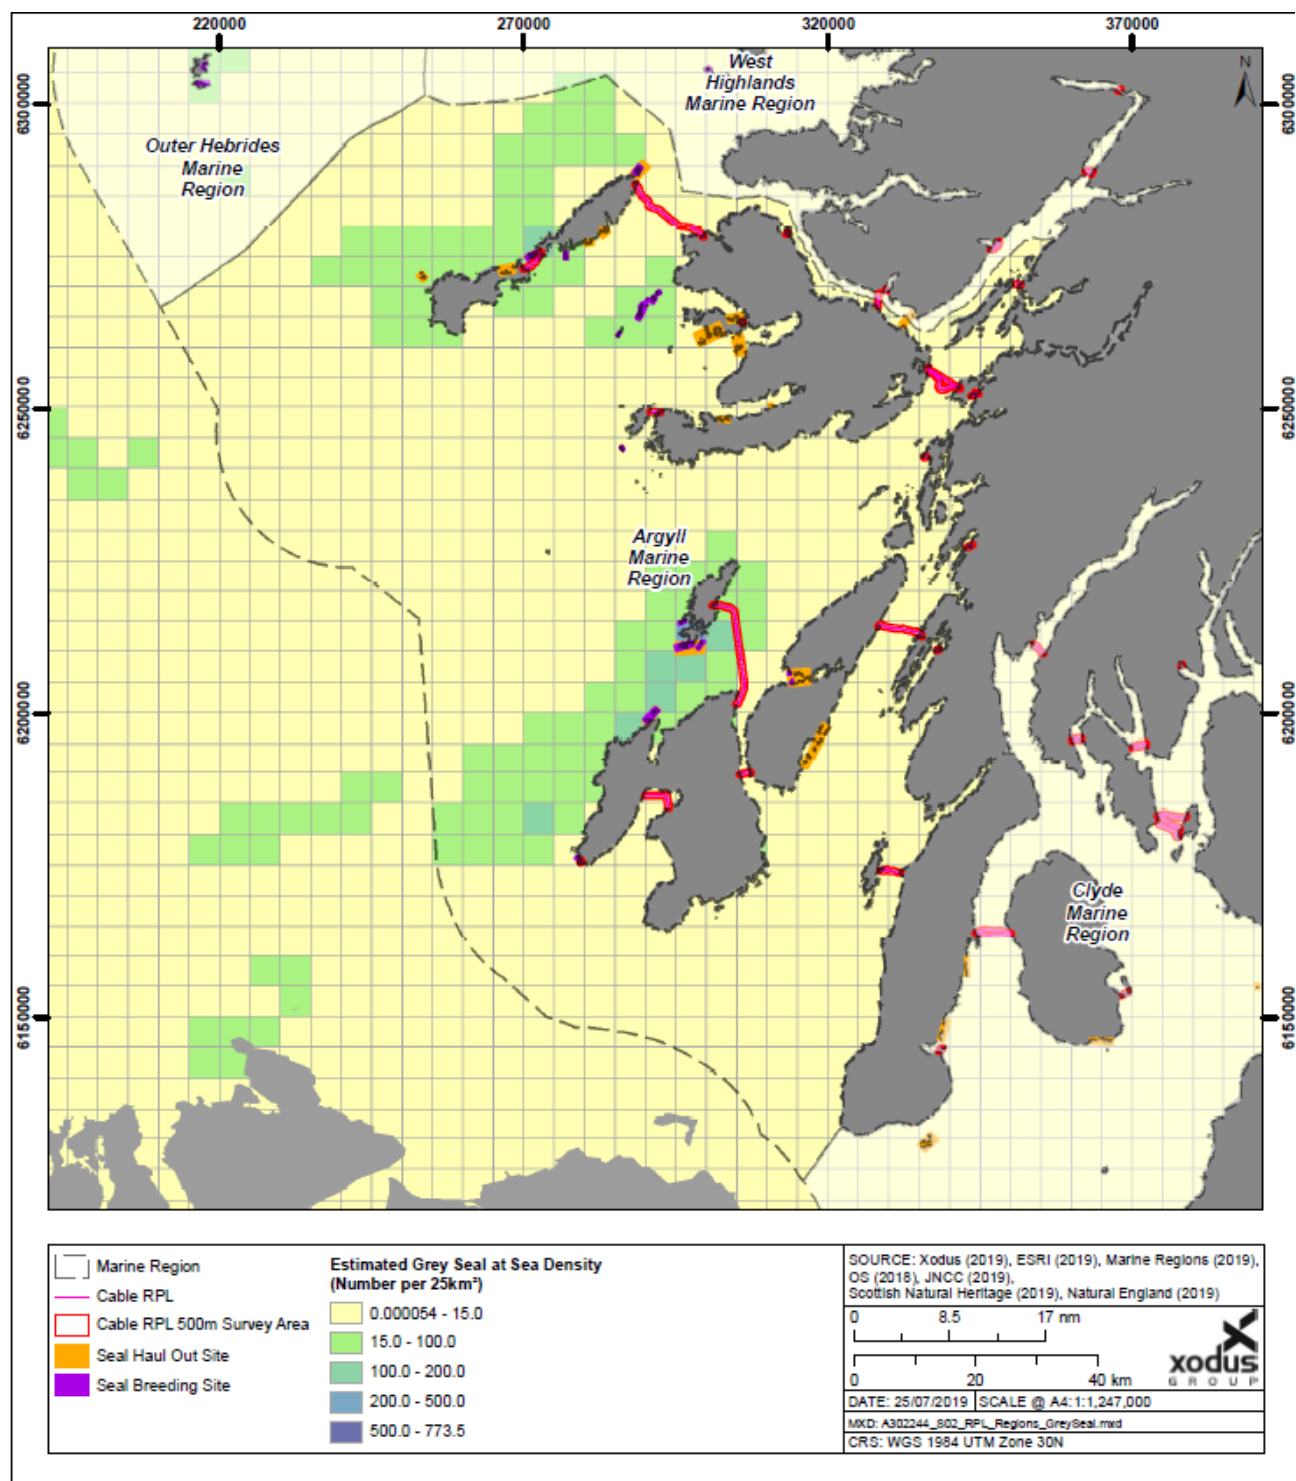 220000 270000 320000 370000
6300000 6300000
6250000 6250000
6200000 6200000
6150000 6150000
N
West
Highlands
Marine Region
Outer Hebrides
Marine
Region
Argyll
Marine
Region
Clyde
Marine
Region
Marine Region
Cable RPL
Cable RPL 500m Survey Area
Seal Haul Out Site
Seal Breeding Site
Estimated Grey Seal at Sea Density
(Number per 25km²)
0.000054 - 15.0
15.0 - 100.0
100.0 - 200.0
200.0 - 500.0
500.0 - 773.5
SOURCE: Xodus (2019), ESRI (2019), Marine Regions (2019),
OS (2018), JNCC (2019),
Scottish Natural Heritage (2019), Natural England (2019)
0 8.5 17 nm
0 20 40 km
xodus
GROUP
DATE: 25/07/2019 SCALE @ A4:1:1,247,000
MXD: A302244_S02_RPL_Regions_GreySeal.mxd
CRS: WGS 1984 UTM Zone 30N